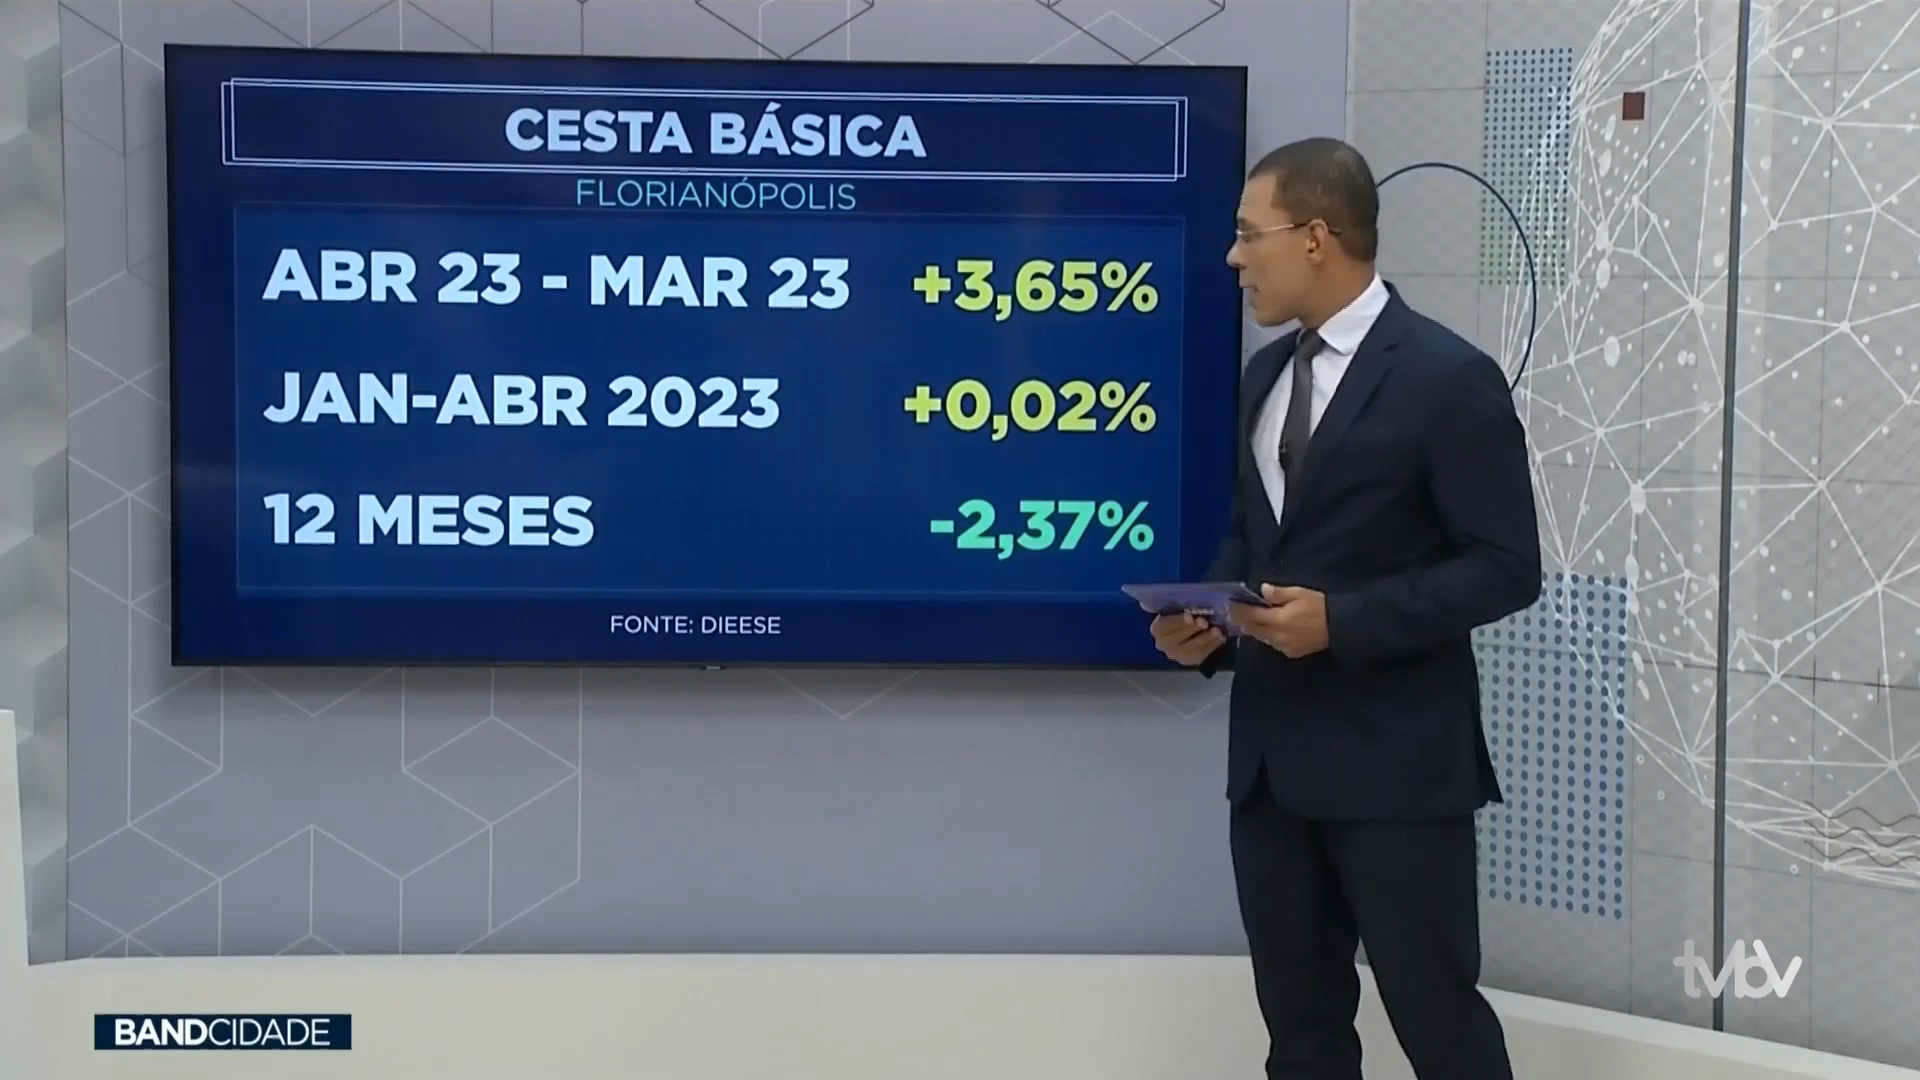 CESTA BÁSICA
FLORIANÓPOLIS
ABR 23 - MAR 23 +3,65%
JAN-ABR 2023 +0,02%
12 MESES -2,37%
FONTE: DIEESE
tvbv
BANDCIDADE